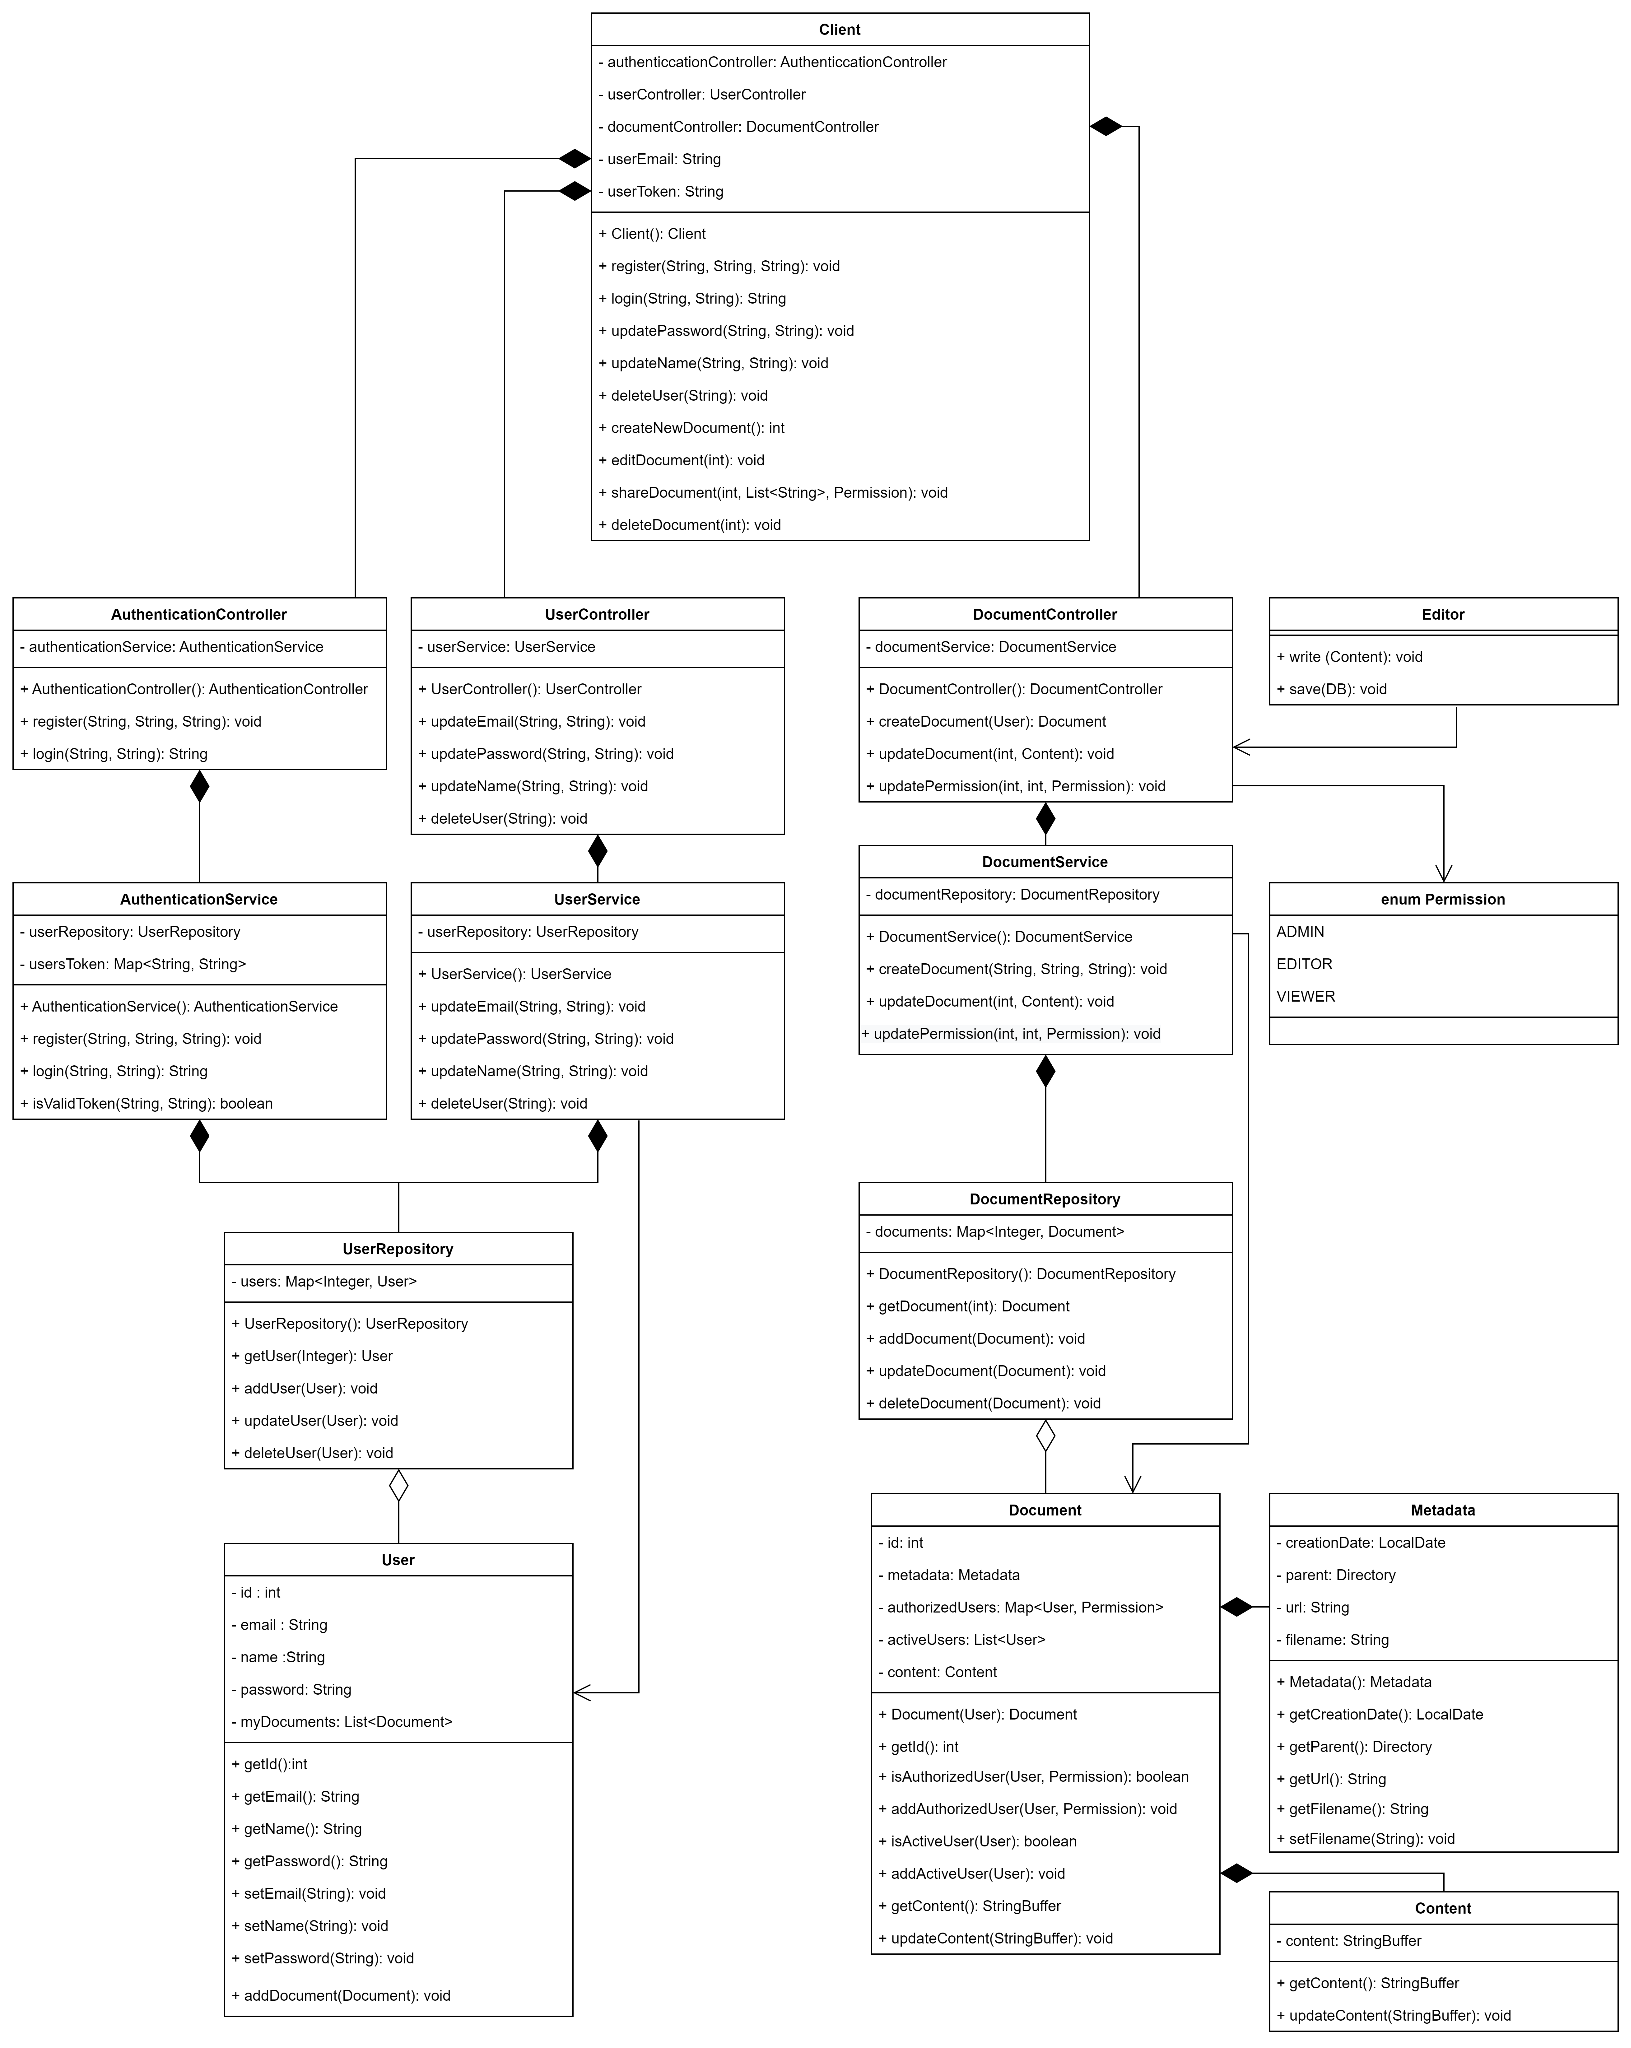 Client
- authenticcationController: AuthenticcationController
- userController: UserController
- documentController: DocumentController
- userEmail: String
- userToken: String
+ Client(): Client
+ register(String, String, String): void
+ login(String, String): String
+ updatePassword(String, String): void
+ updateName(String, String): void
+ deleteUser(String): void
+ createNewDocument(): int
+ editDocument(int): void
+ shareDocument(int, List<String>, Permission): void
+ deleteDocument(int): void
AuthenticationController
- authenticationService: AuthenticationService
+ AuthenticationController(): AuthenticationController
+ register(String, String, String): void
+ login(String, String): String
UserController
- userService: UserService
+ UserController(): UserController
+ updateEmail(String, String): void
+ updatePassword(String, String): void
+ updateName(String, String): void
+ deleteUser(String): void
DocumentController
- documentService: DocumentService
+ DocumentController(): DocumentController
+ createDocument(User): Document
+ updateDocument(int, Content): void
+ updatePermission(int, int, Permission): void
Editor
+ write (Content): void
+ save(DB): void
AuthenticationService
- userRepository: UserRepository
- usersToken: Map<String, String>
+ AuthenticationService(): AuthenticationService
+ register(String, String, String): void
+ login(String, String): String
+ isValidToken(String, String): boolean
UserService
- userRepository: UserRepository
+ UserService(): UserService
+ updateEmail(String, String): void
+ updatePassword(String, String): void
+ updateName(String, String): void
+ deleteUser(String): void
DocumentService
- documentRepository: DocumentRepository
+ DocumentService(): DocumentService
+ createDocument(String, String, String): void
+ updateDocument(int, Content): void
+ updatePermission(int, int, Permission): void
enum Permission
ADMIN
EDITOR
VIEWER
UserRepository
- users: Map<Integer, User>
+ UserRepository(): UserRepository
+ getUser(Integer): User
+ addUser(User): void
+ updateUser(User): void
+ deleteUser(User): void
DocumentRepository
- documents: Map<Integer, Document>
+ DocumentRepository(): DocumentRepository
+ getDocument(int): Document
+ addDocument(Document): void
+ updateDocument(Document): void
+ deleteDocument(Document): void
User
- id : int
- email : String
- name :String
- password: String
- myDocuments: List<Document>
+ getId():int
+ getEmail(): String
+ getName(): String
+ getPassword(): String
+ setEmail(String): void
+ setName(String): void
+ setPassword(String): void
+ addDocument(Document): void
Document
- id: int
- metadata: Metadata
- authorizedUsers: Map<User, Permission>
- activeUsers: List<User>
- content: Content
+ Document(User): Document
+ getId(): int
+ isAuthorizedUser(User, Permission): boolean
+ addAuthorizedUser(User, Permission): void
+ isActiveUser(User): boolean
+ addActiveUser(User): void
+ getContent(): StringBuffer
+ updateContent(StringBuffer): void
Metadata
- creationDate: LocalDate
- parent: Directory
- url: String
- filename: String
+ Metadata(): Metadata
+ getCreationDate(): LocalDate
+ getParent(): Directory
+ getUrl(): String
+ getFilename(): String
+ setFilename(String): void
Content
- content: StringBuffer
+ getContent(): StringBuffer
+ updateContent(StringBuffer): void